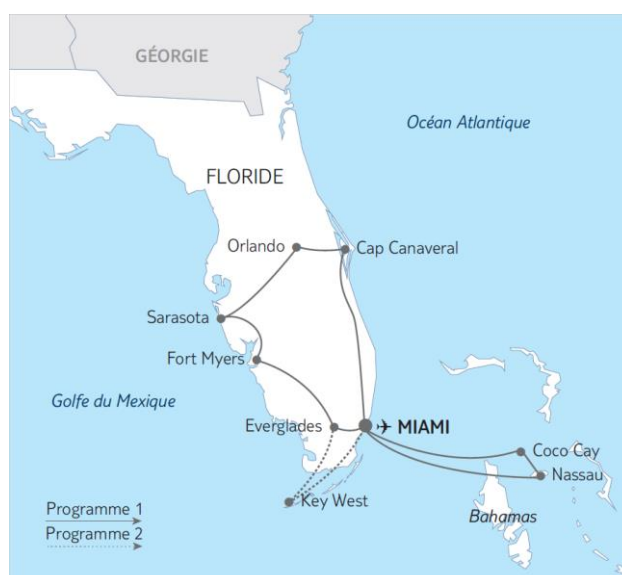 GÉORGIE
Océan Atlantique
FLORIDE
Orlando
Cap Canaveral
Sarasota
Fort Myers
Golfe du Mexique
Everglades
MIAMI
Coco Cay
Nassau
Key West
Bahamas
Programme 1
Programme 2